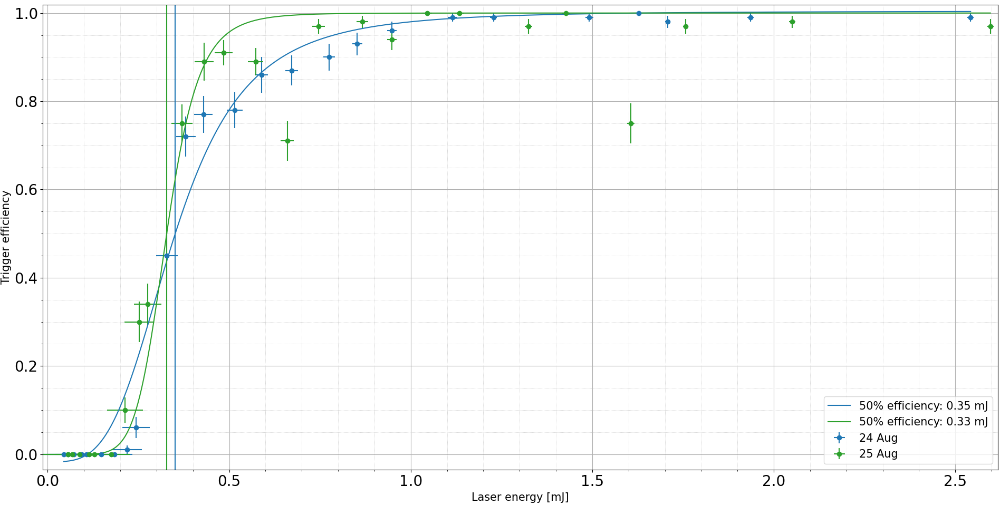 1.0
0.8
0.6
0.4
0.2
0.0
Trigger efficiency
0.0 0.5 1.0 1.5 2.0 2.5
Laser energy [mJ]
50% efficiency: 0.35 mJ
50% efficiency: 0.33 mJ
24 Aug
25 Aug